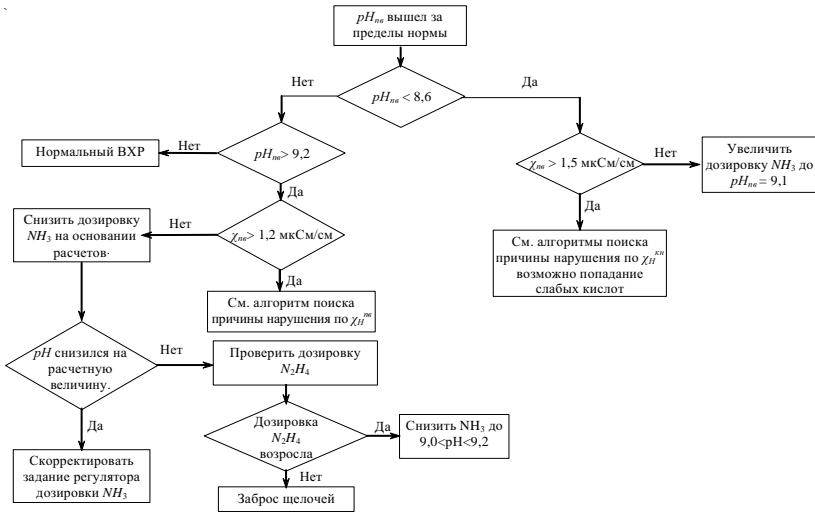 `
pHпв вышел за
пределы нормы
Нет
Да
pHпв < 8,6
Нормальный ВХР
Нет
pHпв> 9,2
χпв > 1,5 мкСм/см
Нет
Увеличить
дозировку NH3 до
pHпв = 9,1
Да
Да
Снизить дозировку
NH3 на основании
расчетов·
Нет
χпв> 1,2 мкСм/см
См. алгоритмы поиска
причины нарушения по χHкн
возможно попадание
слабых кислот
Да
См. алгоритм поиска
причины нарушения по χHпв
pH снизился на
расчетную
величину.
Нет
Проверить дозировку
N2H4
Да
Дозировка
N2H4
возросла
Да
Снизить NH3 до
9,0<pH<9,2
Скорректировать
задание регулятора
дозировки NH3
Нет
Заброс щелочей